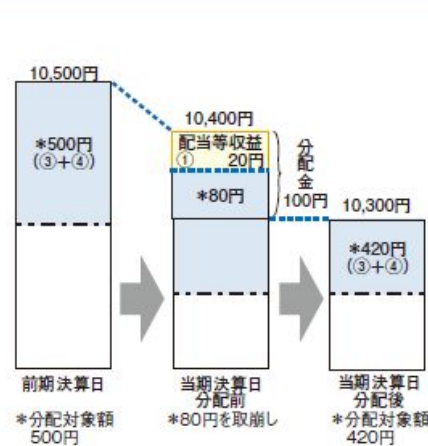 10,500円
*500円
(③+④)
10,400円
配当等収益
① 20円
*80円
分配金
100円
10,300円
*420円
(③+④)
前期決算日
*分配対象額
500円
当期決算日
分配前
*80円を取崩し
当期決算日
分配後
*分配対象額
420円